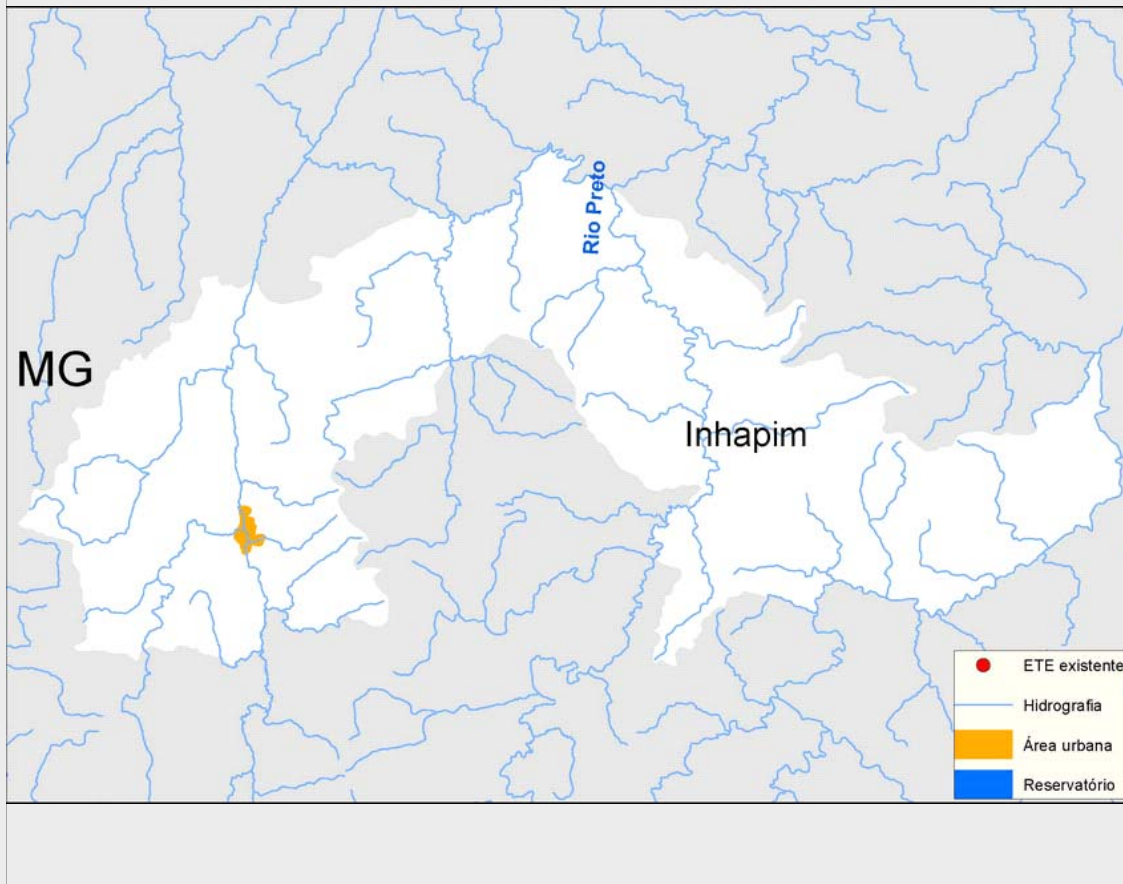 Rio Preto
MG
Inhapim
ETE existente
Hidrografia
Área urbana
Reservatório